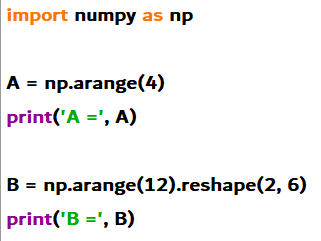 import numpy as np
A = np.arange(4)
print('A =', A)
B = np.arange(12).reshape(2, 6)
print('B =', B)